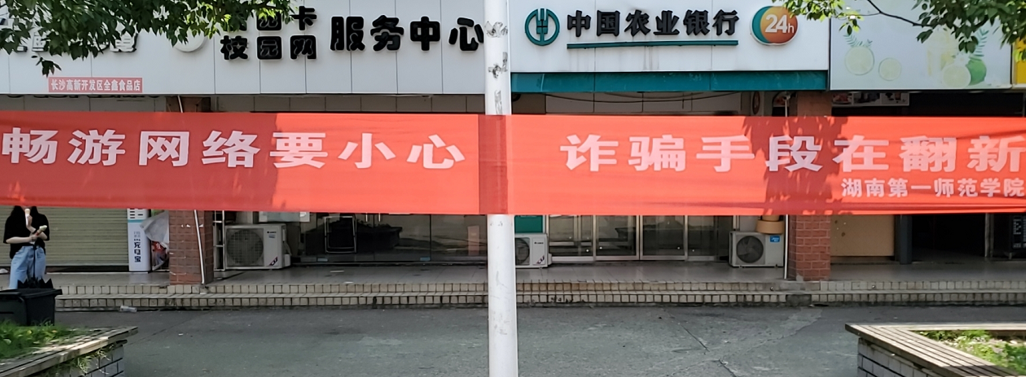 卡
校园网 服务中心
中国农业银行
24h
长沙高新开发区全鑫食品店
畅游网络要小心 诈骗手段在翻新
湖南第一师范学院